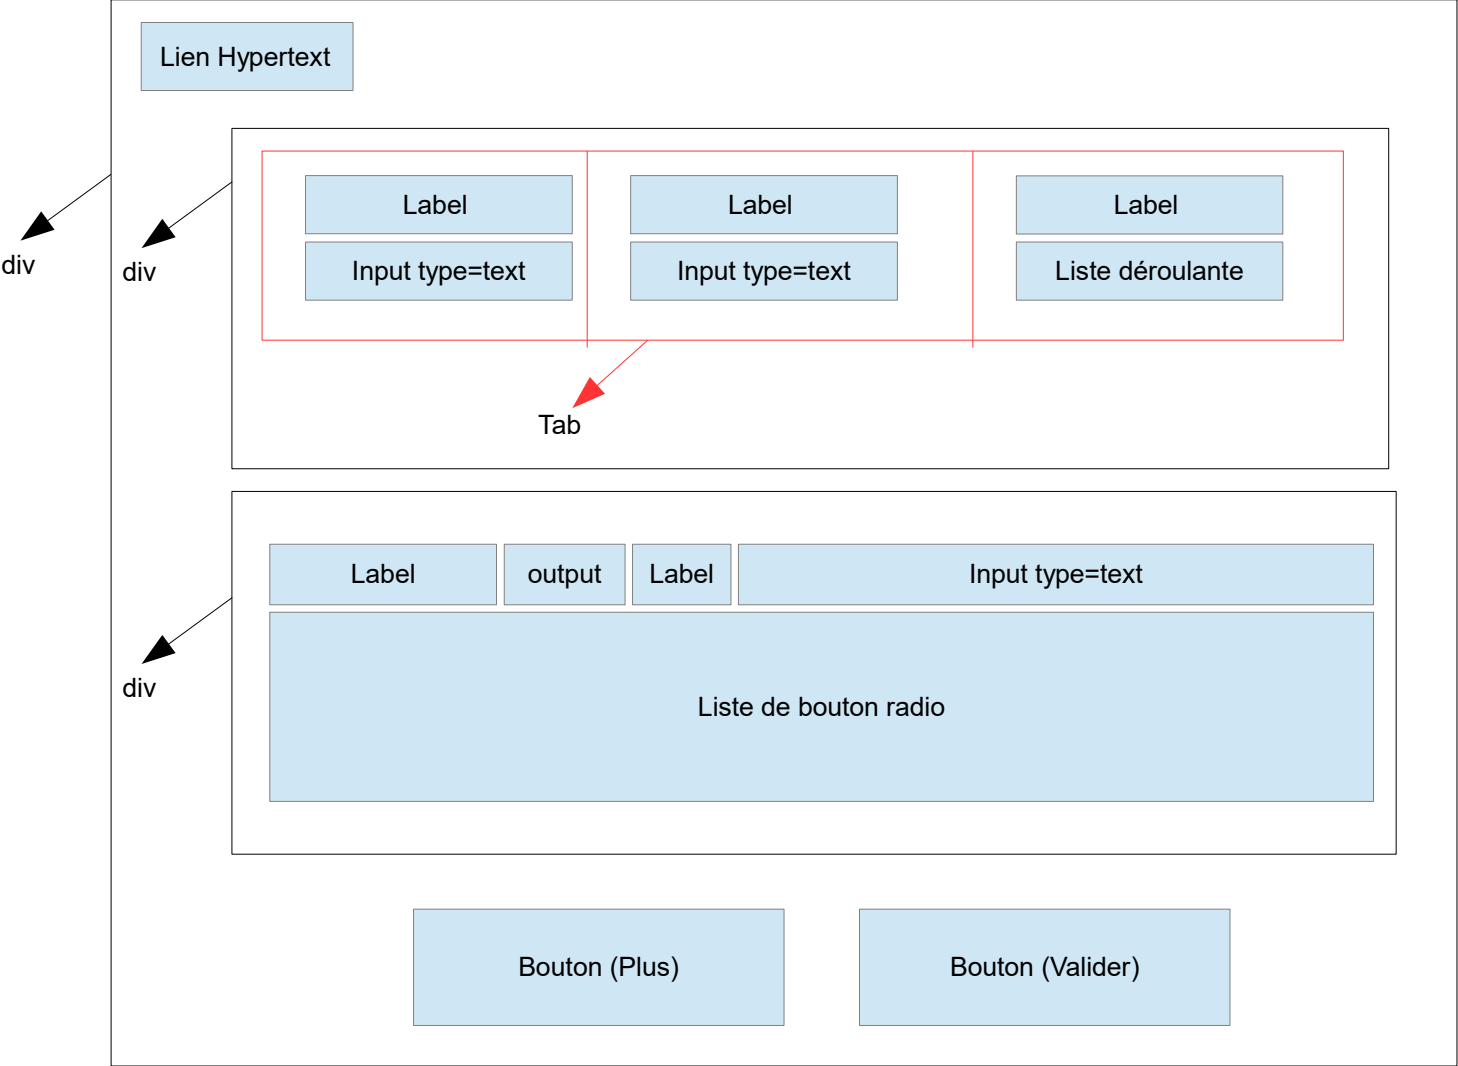 Lien Hypertext
Label
Label
Label
Input type=text
Input type=text
Liste déroulante
div
div
Tab
Label
output
Label
Input type=text
div
Liste de bouton radio
Bouton (Plus)
Bouton (Valider)